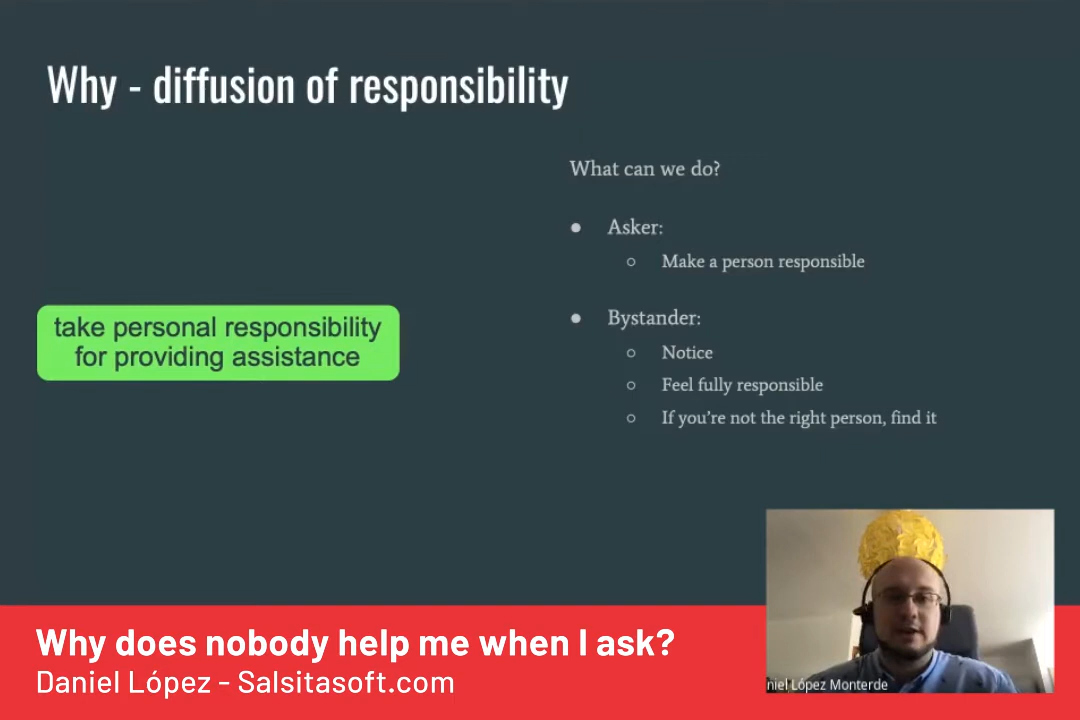 Why - diffusion of responsibility
What can we do?
● Asker:
○ Make a person responsible
take personal responsibility
for providing assistance
● Bystander:
○ Notice
○ Feel fully responsible
○ If you’re not the right person, find it
Why does nobody help me when I ask?
Daniel López - Salsitasoft.com
niel López Monterde